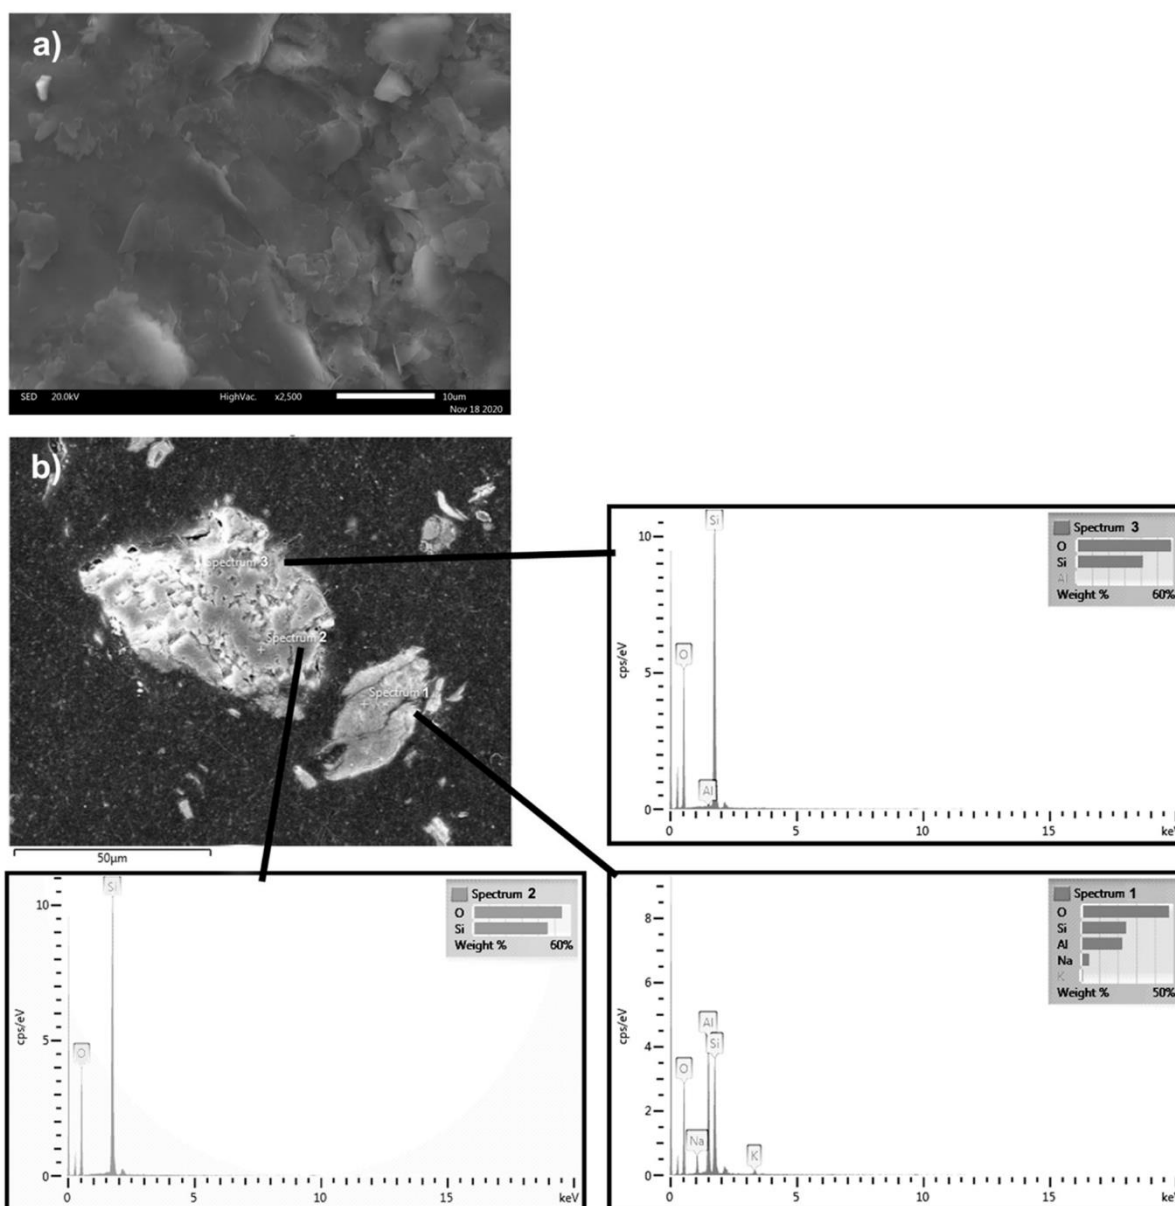 a)
SED 20.0kV HighVac. x2,500 10um
Nov 18 2020
b)
Spectrum 3
Spectrum 2
Spectrum 1
50µm
Si
10
5
0
cps/eV
O
Al
0 5 10 15 keV
Spectrum 3
O
Si
Al
Weight % 60%
Si
10
5
0
cps/eV
O
0 5 10 15 keV
Spectrum 2
O
Si
Weight % 60%
8
6
4
2
0
cps/eV
Al
Si
O
Na
K
0 5 10 15 keV
Spectrum 1
O
Si
Al
Na
K
Weight % 50%